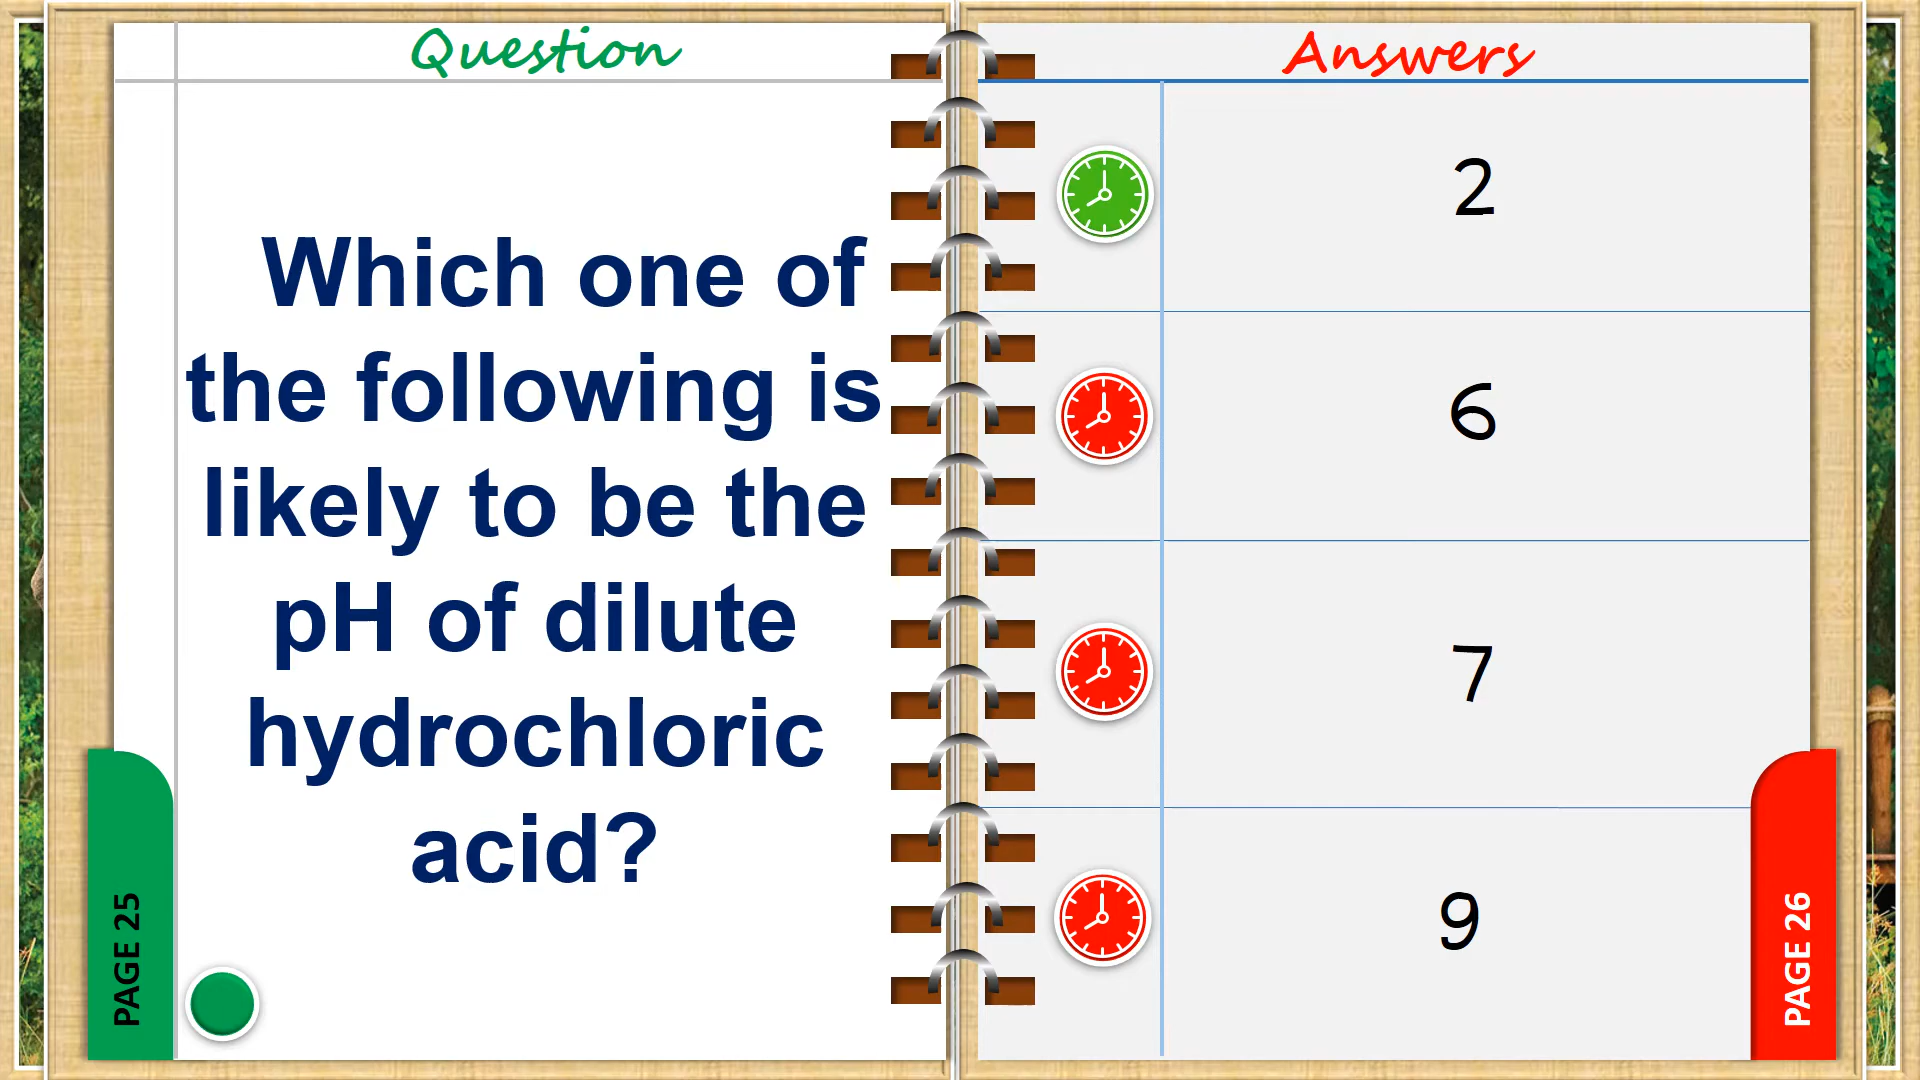 Question
Which one of
the following is
likely to be the
pH of dilute
hydrochloric
acid?
PAGE 25
Answers
2
6
7
9
PAGE 26